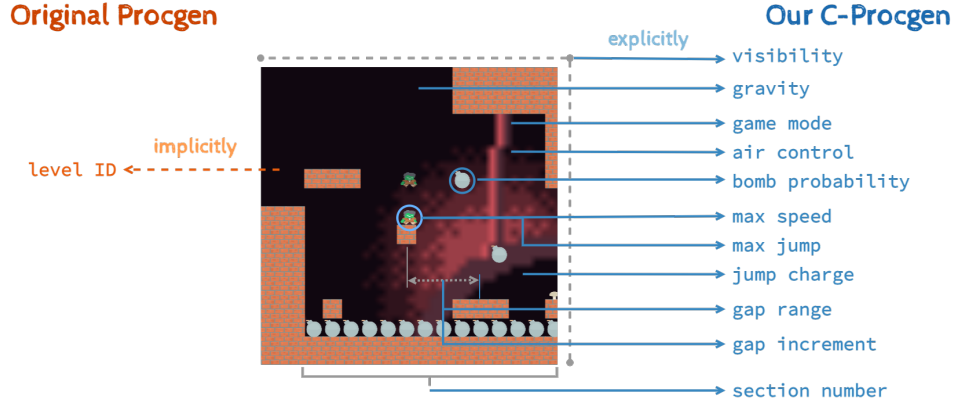 Original Procgen
Our C-Procgen
explicitly
visibility
gravity
game mode
implicitly
air control
level ID
bomb probability
max speed
max jump
jump charge
gap range
gap increment
section number